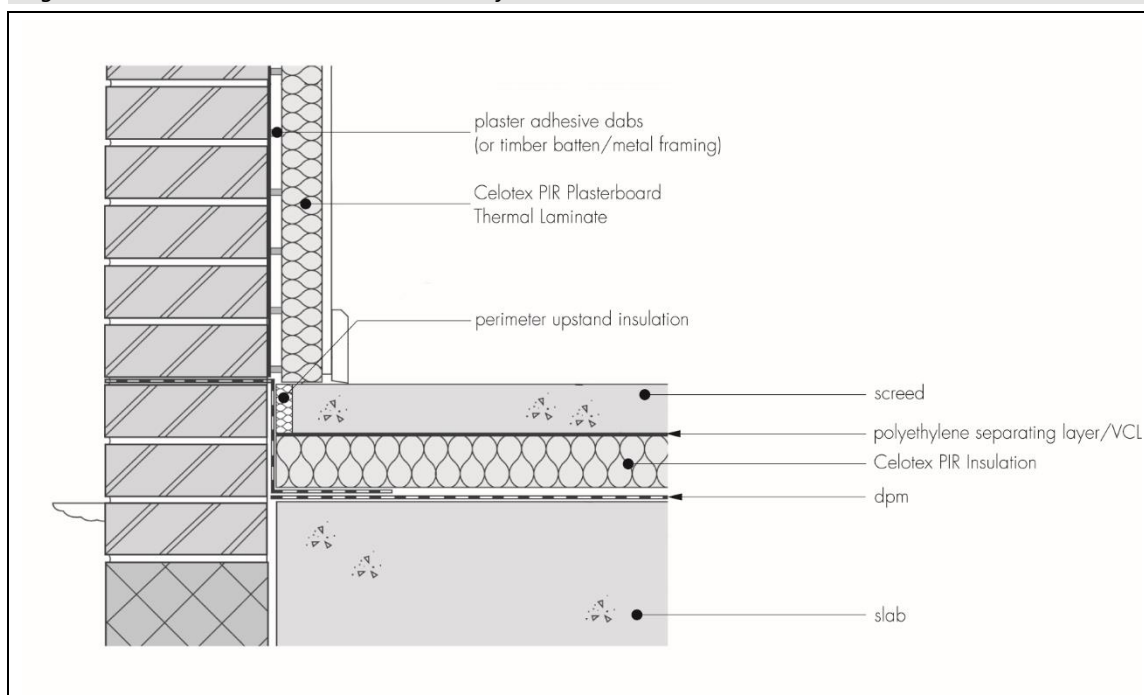 plaster adhesive dabs
(or timber batten/metal framing)
Celotex PIR Plasterboard
Thermal Laminate
perimeter upstand insulation
screed
polyethylene separating layer/VCL
Celotex PIR Insulation
dpm
slab